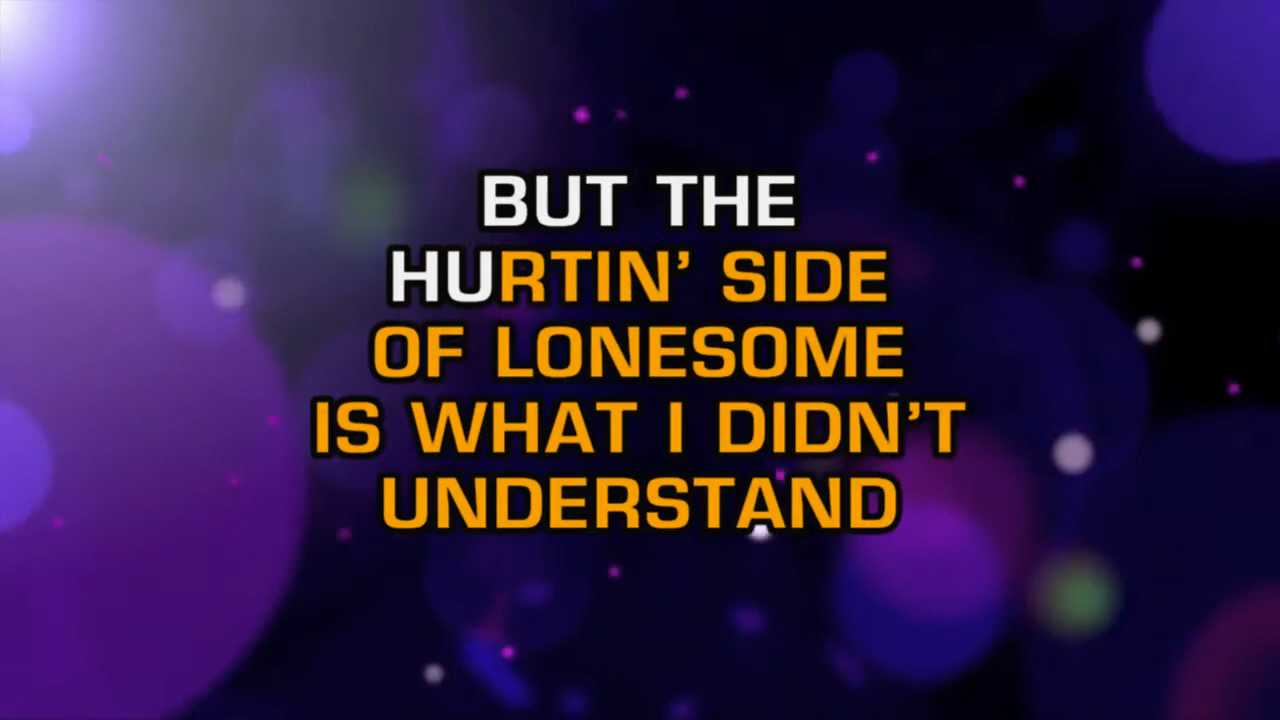 BUT THE
HURTIN’ SIDE
OF LONESOME
IS WHAT I DIDN’T
UNDERSTAND